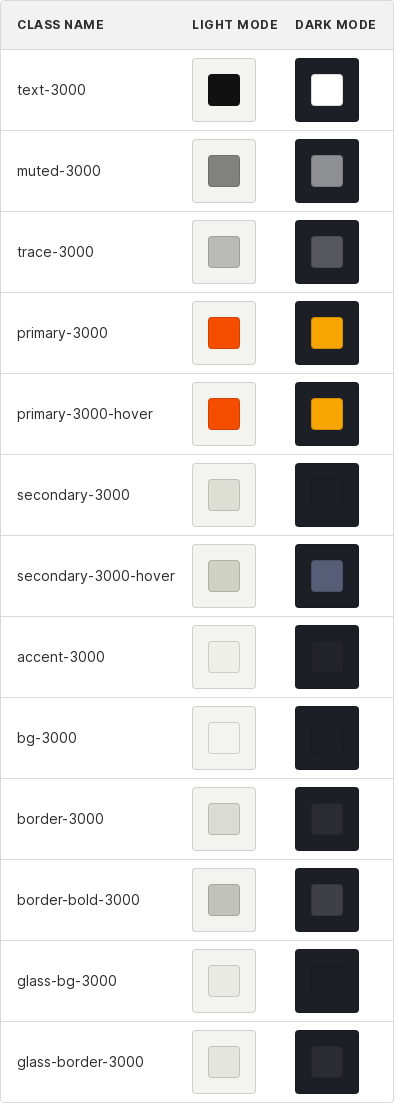 CLASS NAME LIGHT MODE DARK MODE
text-3000
muted-3000
trace-3000
primary-3000
primary-3000-hover
secondary-3000
secondary-3000-hover
accent-3000
bg-3000
border-3000
border-bold-3000
glass-bg-3000
glass-border-3000